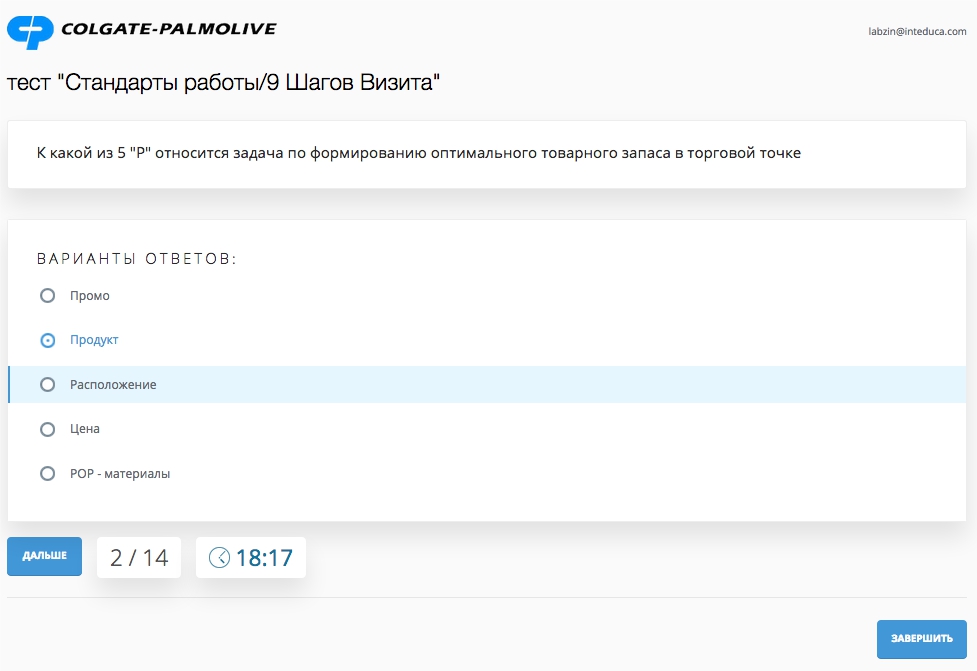 COLGATE-PALMOLIVE
labzin@inteduca.com
тест "Стандарты работы/9 Шагов Визита"
К какой из 5 "Р" относится задача по формированию оптимального товарного запаса в торговой точке
ВАРИАНТЫ ОТВЕТОВ:
Промо
Продукт
Расположение
Цена
POP - материалы
ДАЛЬШЕ
2 / 14
18:17
ЗАВЕРШИТЬ